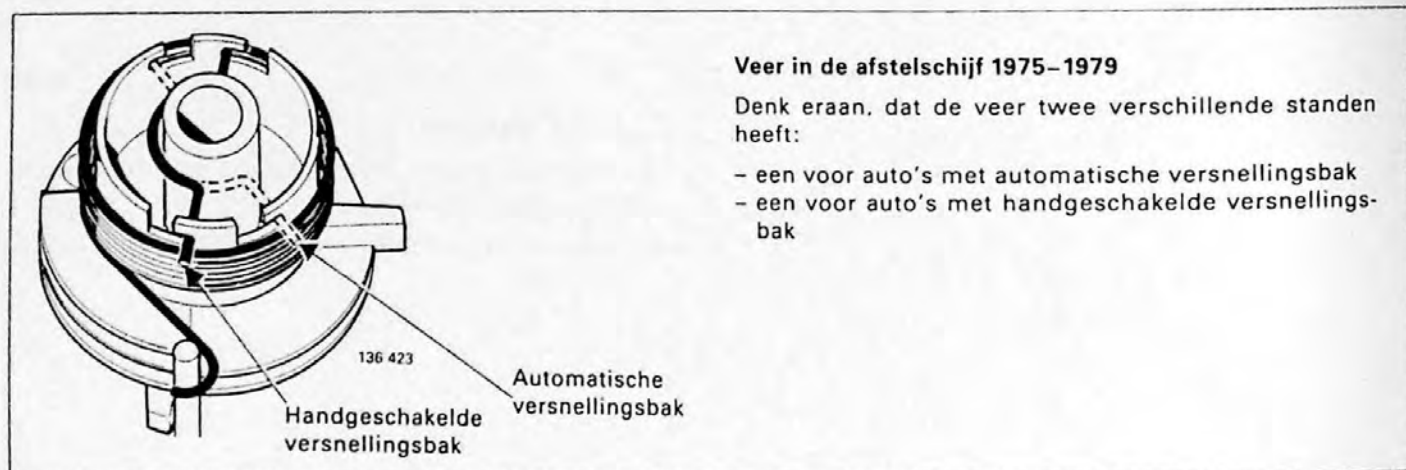 Veer in de afstelschijf 1975–1979
Denk eraan, dat de veer twee verschillende standen
heeft:
– een voor auto's met automatische versnellingsbak
– een voor auto's met handgeschakelde versnellings-
bak
136 423
Automatische
versnellingsbak
Handgeschakelde
versnellingsbak